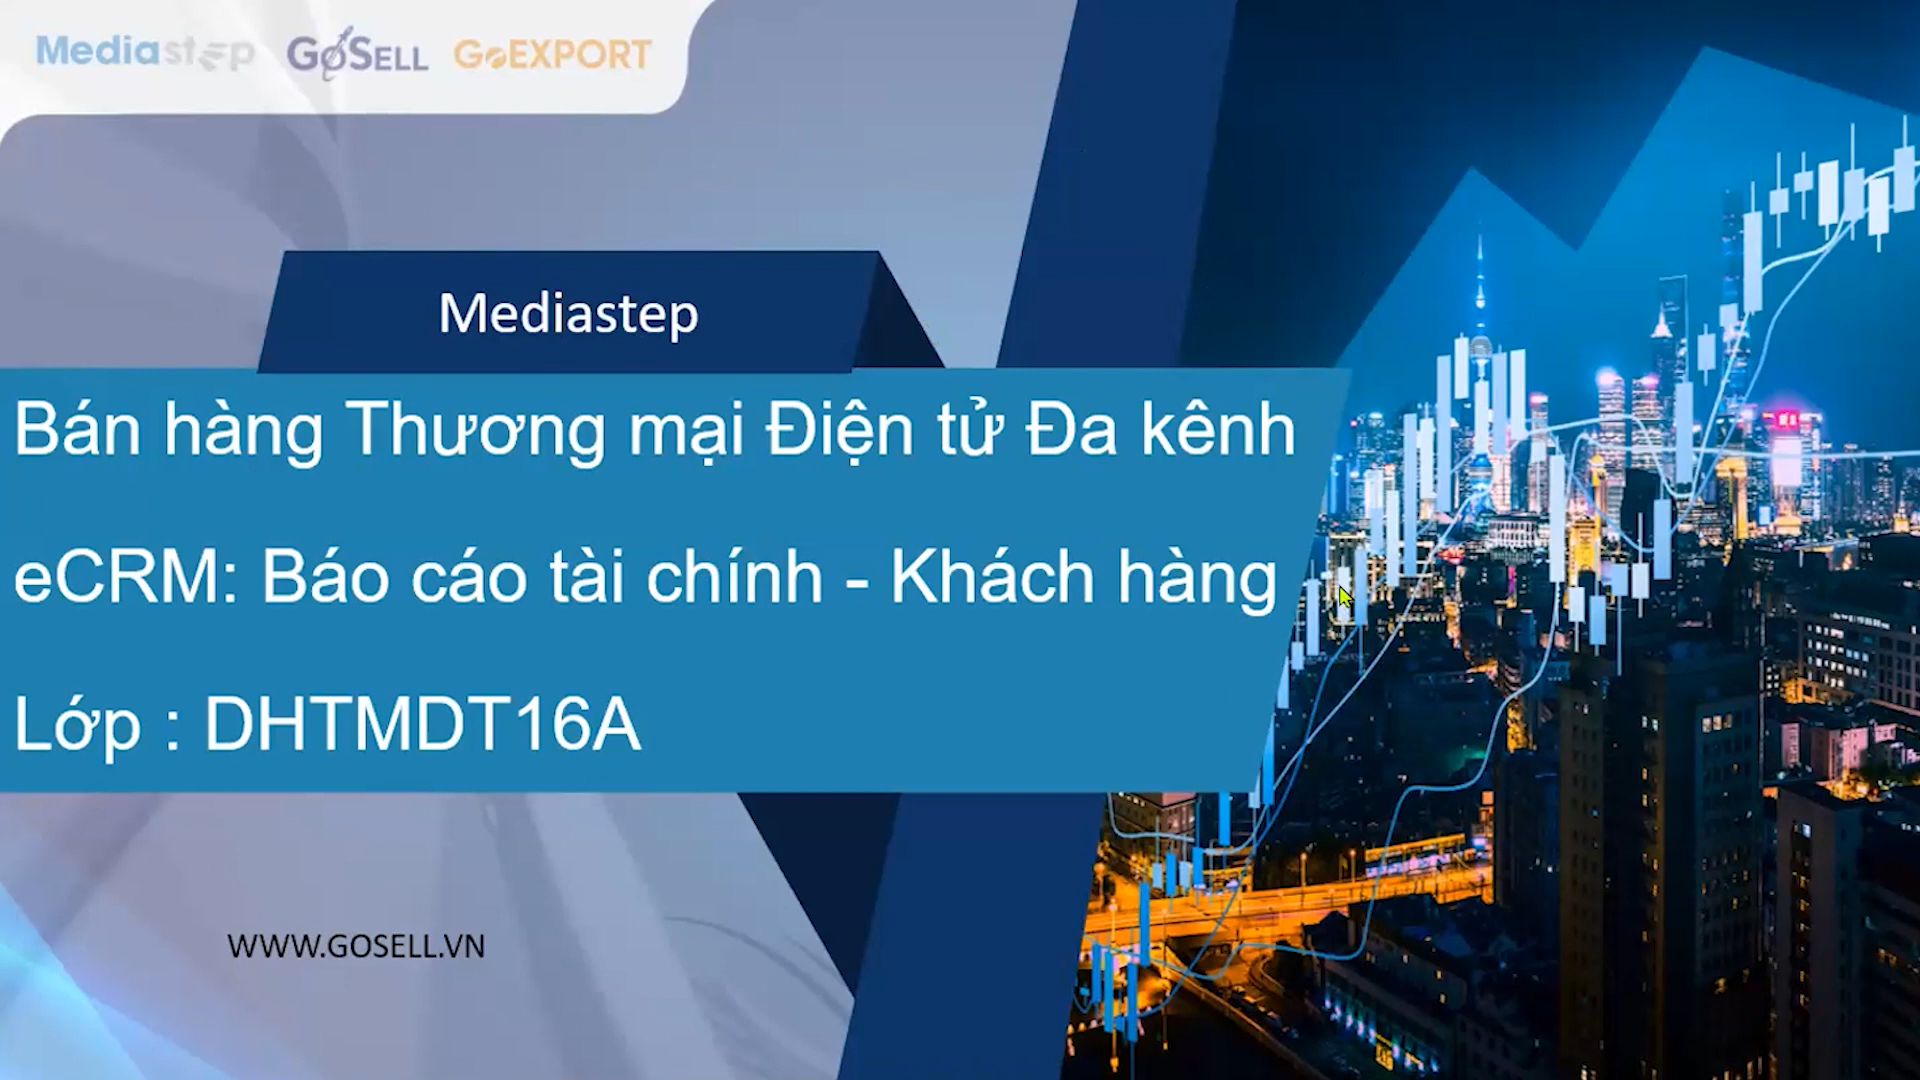 Mediastep GoSELL GoEXPORT
Mediastep
Bán hàng Thương mại Điện tử Đa kênh
eCRM: Báo cáo tài chính - Khách hàng
Lớp : DHTMDT16A
WWW.GOSELL.VN